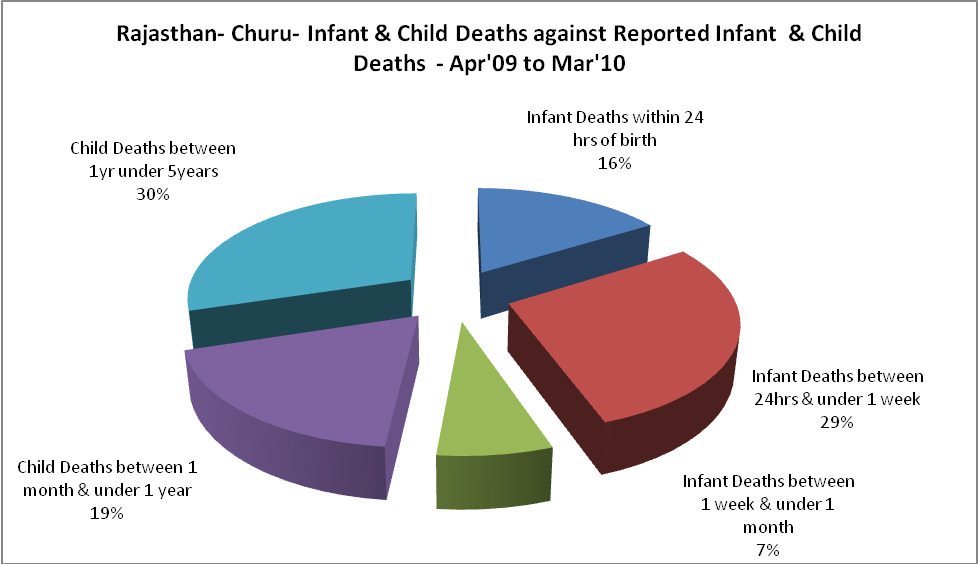 Rajasthan- Churu- Infant & Child Deaths against Reported Infant & Child
Deaths - Apr'09 to Mar'10
Infant Deaths within 24
hrs of birth
16%
Child Deaths between
1yr under 5years
30%
Infant Deaths between
24hrs & under 1 week
29%
Child Deaths between 1
month & under 1 year
19%
Infant Deaths between
1 week & under 1
month
7%